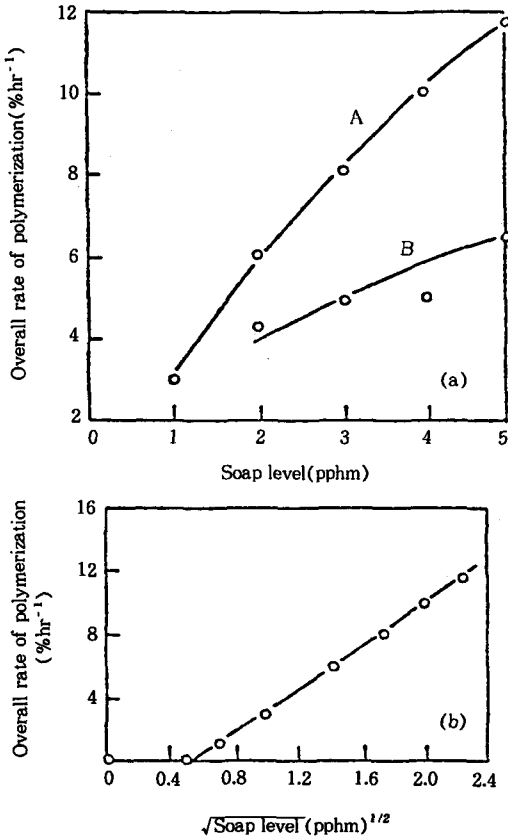 Overall rate of polymerization(%hr⁻¹)
12
10
8
6
4
2
A
B
(a)
0 1 2 3 4 5
Soap level(pphm)
Overall rate of polymerization
(%hr⁻¹)
16
12
8
4
(b)
0 0.4 0.8 1.2 1.6 2.0 2.4
√Soap level(pphm)¹/²